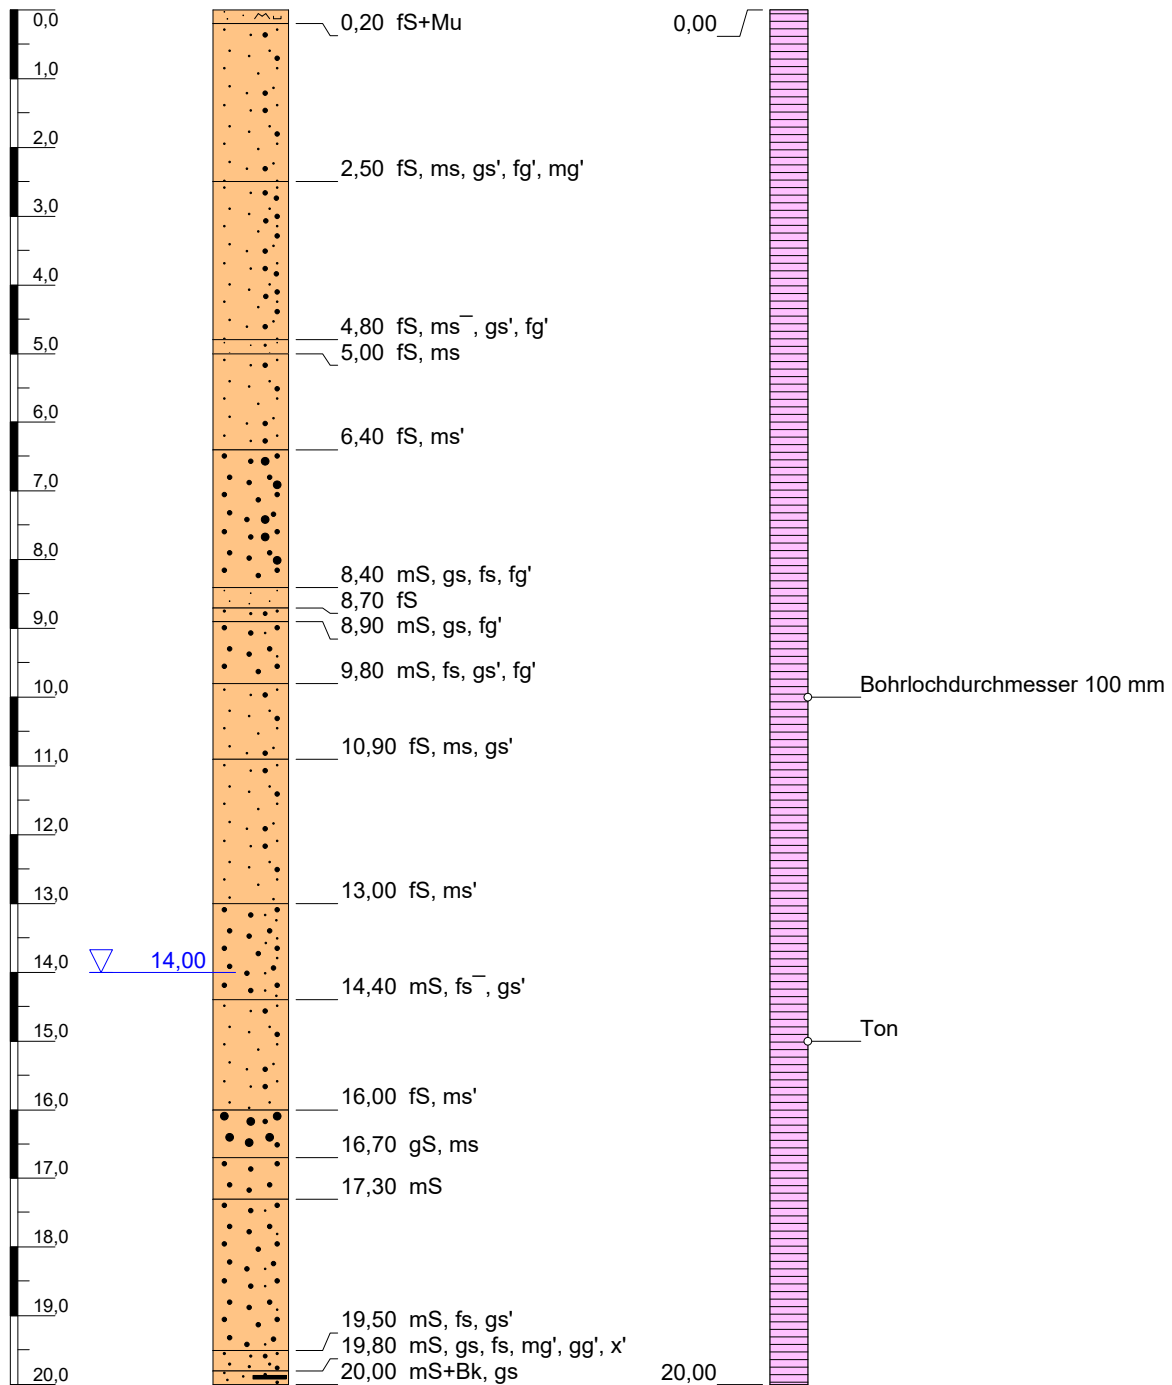 0,0
0,20 fS+Mu
0,00
1,0
2,0
2,50 fS, ms, gs', fg', mg'
3,0
4,0
4,80 fS, ms¯, gs', fg'
5,0
5,00 fS, ms
6,0
6,40 fS, ms'
7,0
8,0
8,40 mS, gs, fs, fg'
8,70 fS
9,0
8,90 mS, gs, fg'
9,80 mS, fs, gs', fg'
10,0
Bohrlochdurchmesser 100 mm
10,90 fS, ms, gs'
11,0
12,0
13,0
13,00 fS, ms'
14,0
14,00
14,40 mS, fs¯, gs'
15,0
Ton
16,0
16,00 fS, ms'
16,70 gS, ms
17,0
17,30 mS
18,0
19,0
19,50 mS, fs, gs'
19,80 mS, gs, fs, mg', gg', x'
20,0
20,00 mS+Bk, gs
20,00